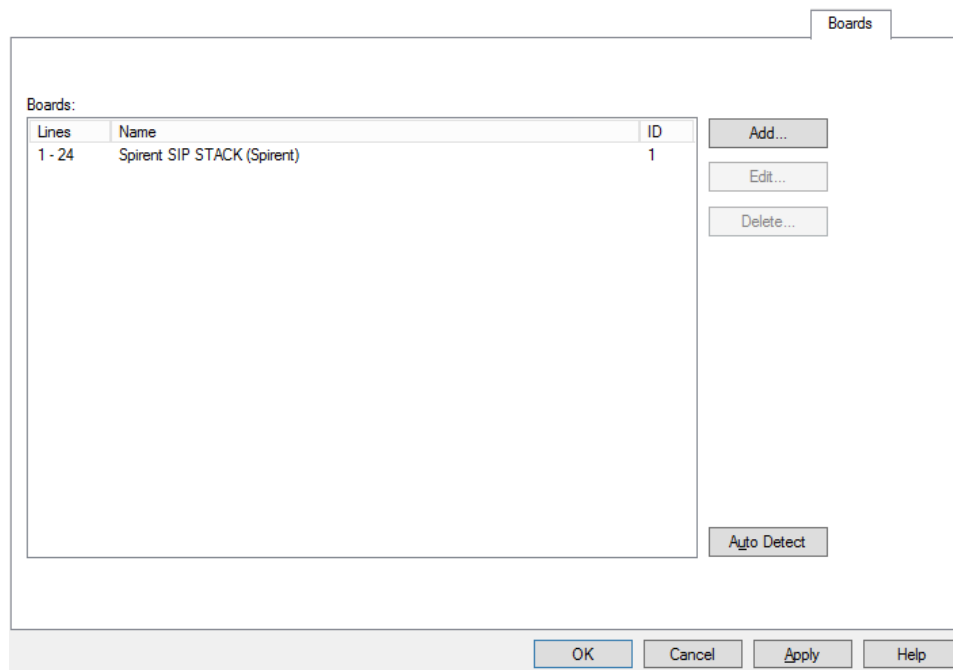 Boards
Boards:
Lines Name ID
1 - 24 Spirent SIP STACK (Spirent) 1
Add...
Edit...
Delete...
Auto Detect
OK Cancel Apply Help